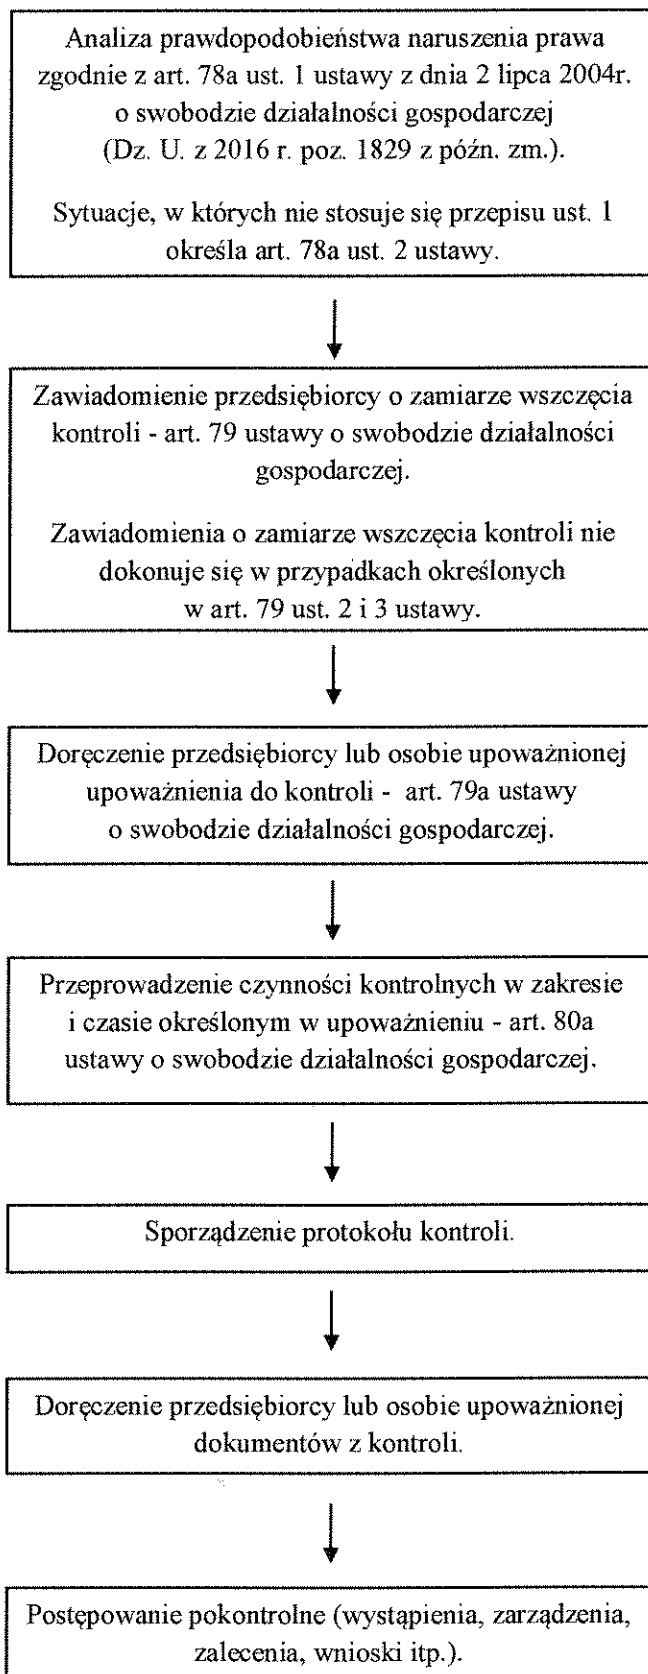 Analiza prawdopodobieństwa naruszenia prawa
zgodnie z art. 78a ust. 1 ustawy z dnia 2 lipca 2004r.
o swobodzie działalności gospodarczej
(Dz. U. z 2016 r. poz. 1829 z późn. zm.).
Sytuacje, w których nie stosuje się przepisu ust. 1
określa art. 78a ust. 2 ustawy.
Zawiadomienie przedsiębiorcy o zamiarze wszczęcia
kontroli - art. 79 ustawy o swobodzie działalności
gospodarczej.
Zawiadomienia o zamiarze wszczęcia kontroli nie
dokonuje się w przypadkach określonych
w art. 79 ust. 2 i 3 ustawy.
Doręczenie przedsiębiorcy lub osobie upoważnionej
upoważnienia do kontroli - art. 79a ustawy
o swobodzie działalności gospodarczej.
Przeprowadzenie czynności kontrolnych w zakresie
i czasie określonym w upoważnieniu - art. 80a
ustawy o swobodzie działalności gospodarczej.
Sporządzenie protokołu kontroli.
Doręczenie przedsiębiorcy lub osobie upoważnionej
dokumentów z kontroli.
Postępowanie pokontrolne (wystąpienia, zarządzenia,
zalecenia, wnioski itp.).